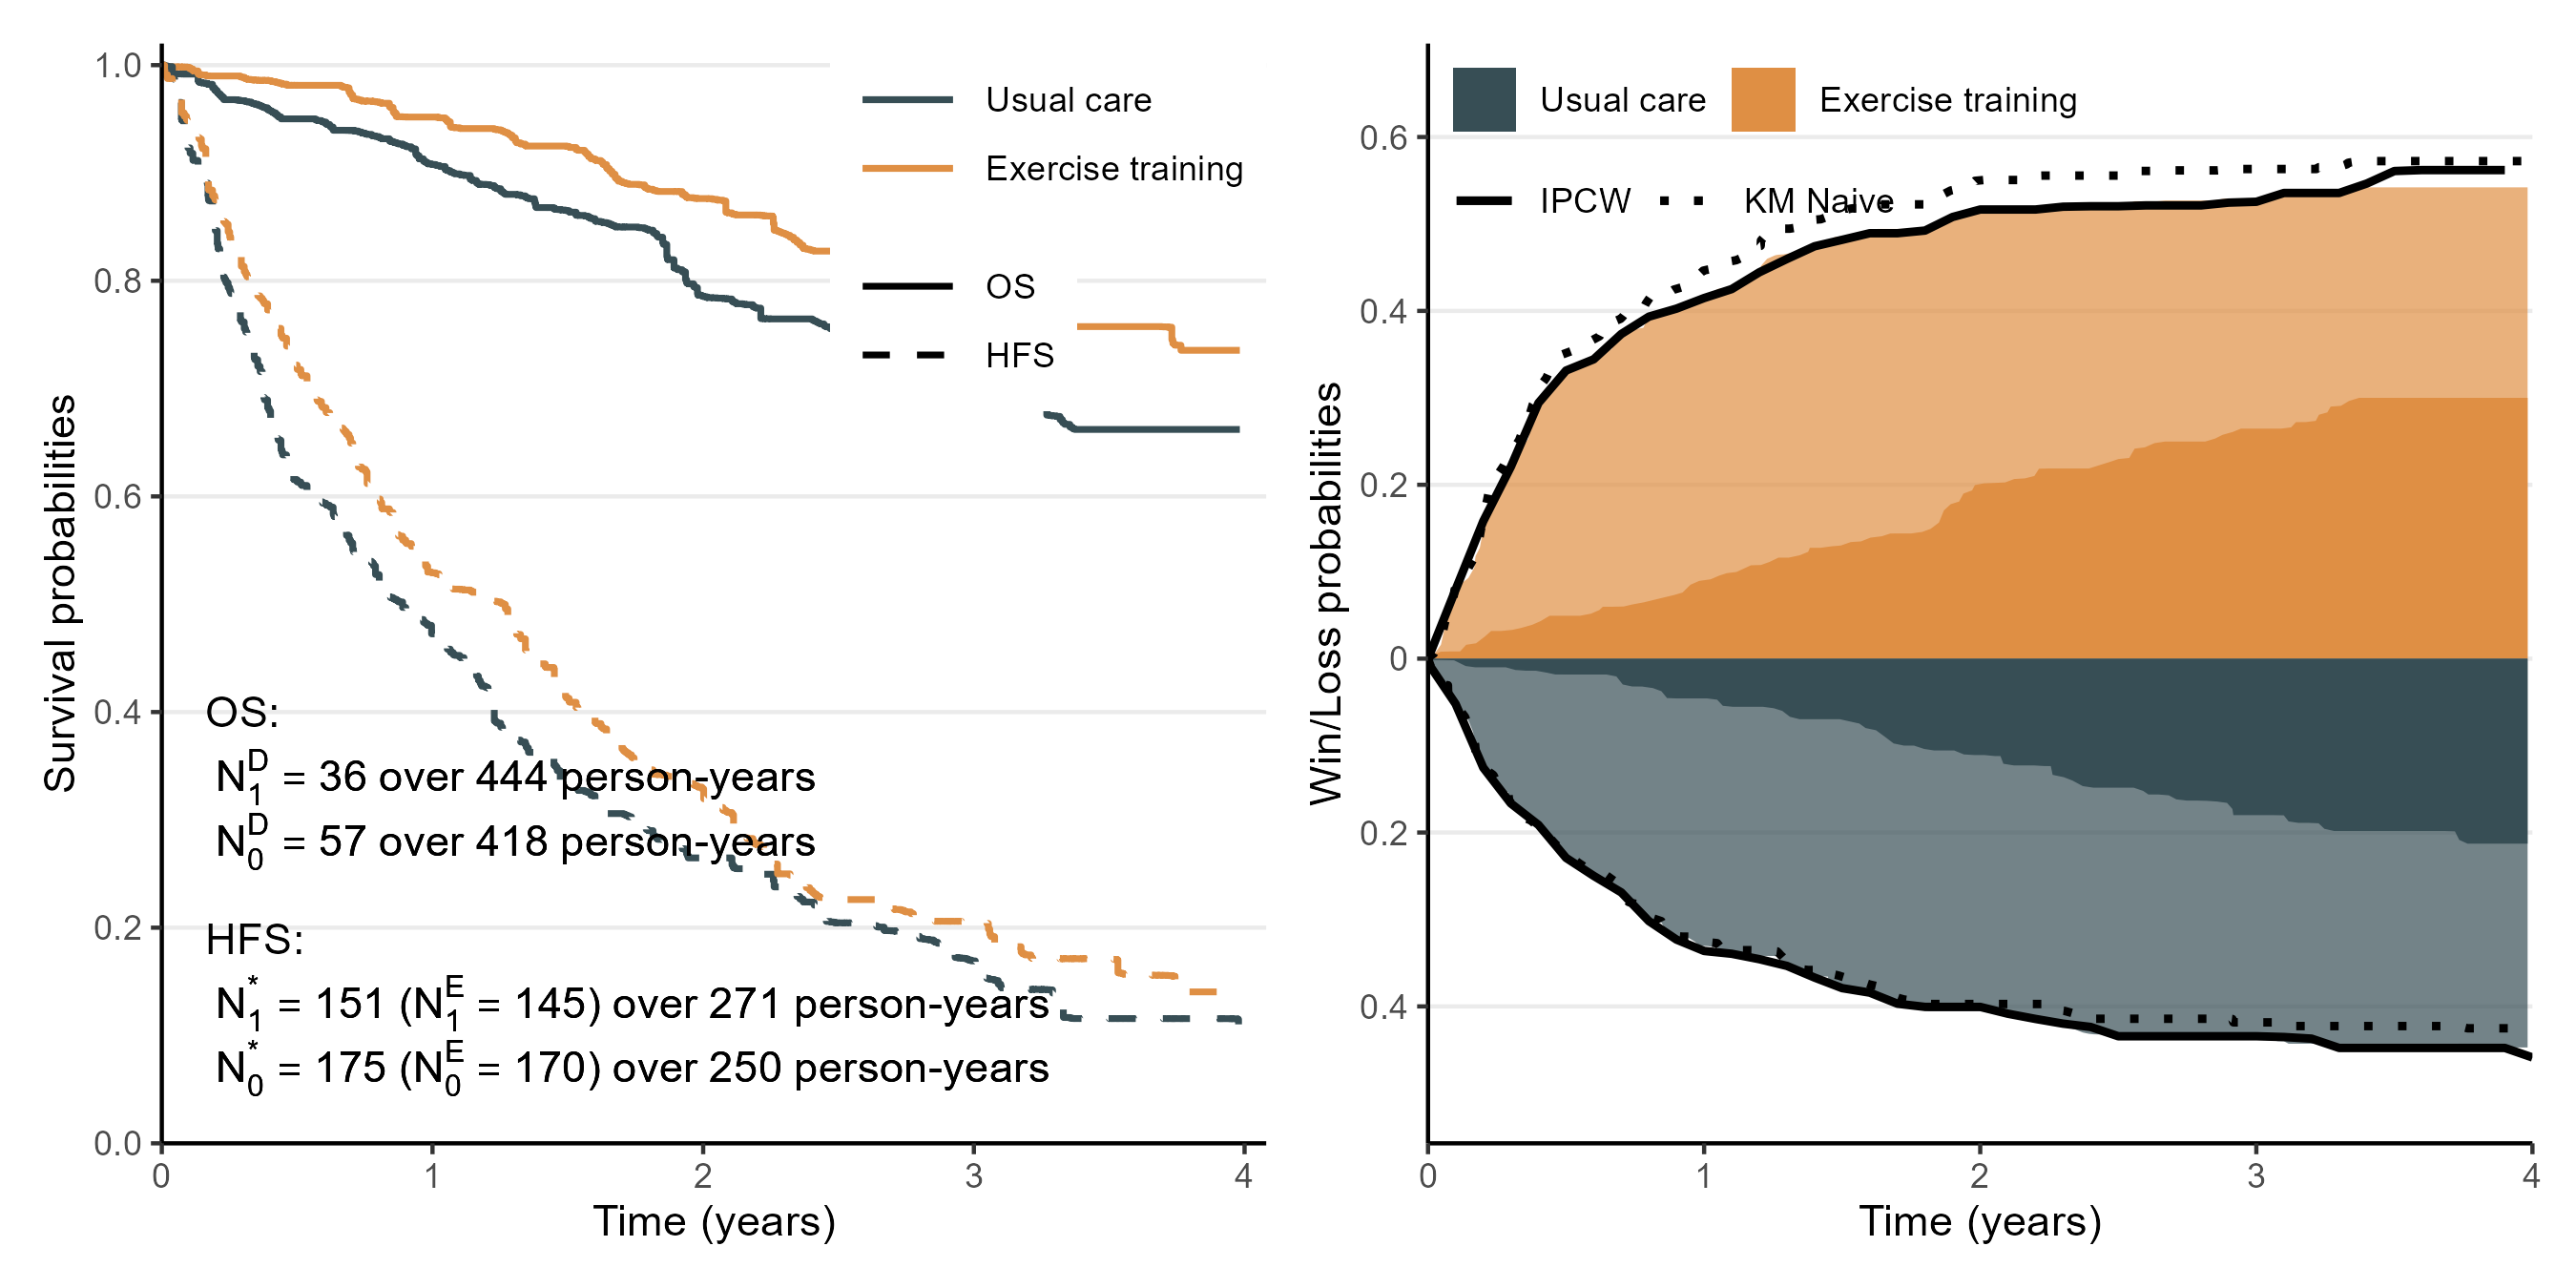 Survival probabilities
1.0
0.8
0.6
0.4
0.2
0.0
Usual care
Exercise training
OS
HFS
OS:
N₁ᴰ = 36 over 444 person-years
N₀ᴰ = 57 over 418 person-years
HFS:
N₁* = 151 (N₁ᴱ = 145) over 271 person-years
N₀* = 175 (N₀ᴱ = 170) over 250 person-years
0 1 2 3 4
Time (years)
Win/Loss probabilities
Usual care Exercise training
IPCW KM Naive
0.6
0.4
0.2
0
0.2
0.4
0 1 2 3 4
Time (years)